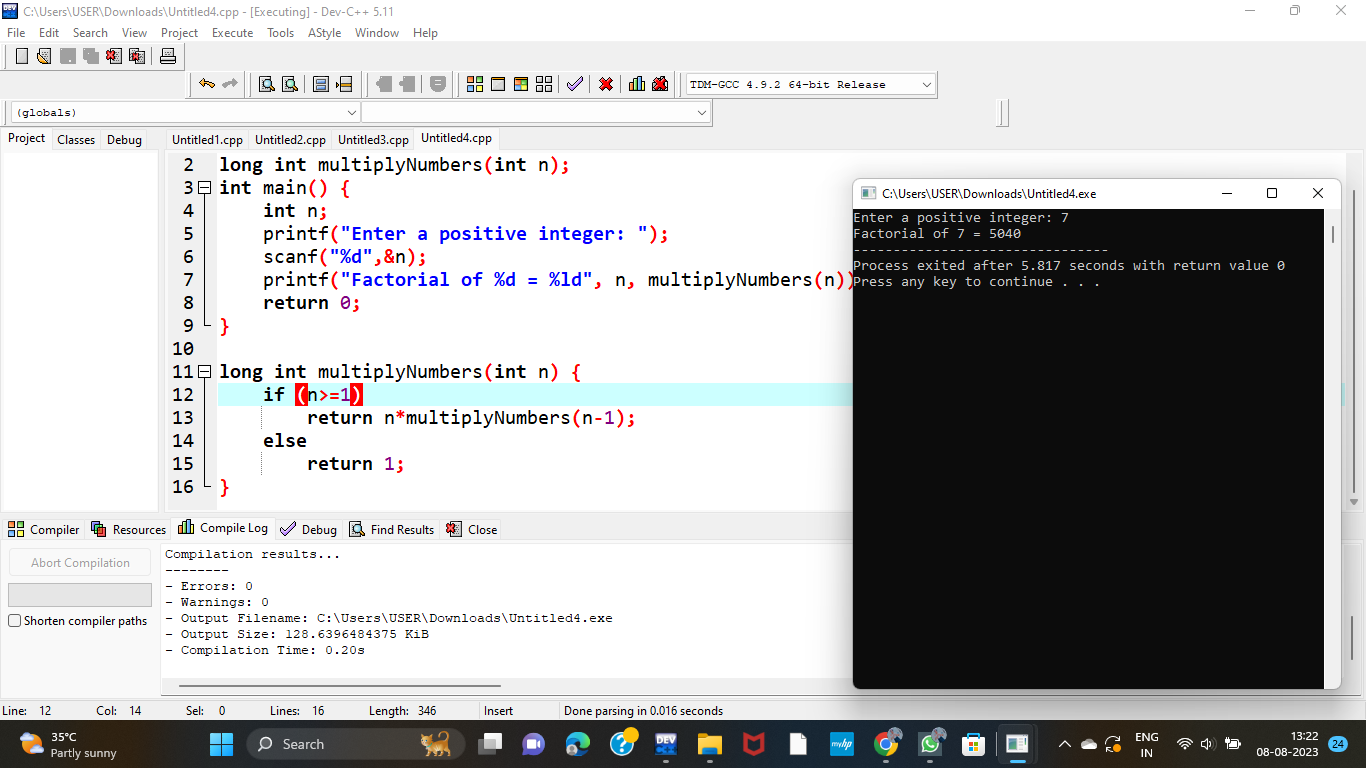 C:\Users\USER\Downloads\Untitled4.cpp - [Executing] - Dev-C++ 5.11
File Edit Search View Project Execute Tools AStyle Window Help
TDM-GCC 4.9.2 64-bit Release
(globals)
Project Classes Debug
Untitled1.cpp Untitled2.cpp Untitled3.cpp Untitled4.cpp
2 long int multiplyNumbers(int n);
3 int main() {
4 int n;
5 printf("Enter a positive integer: ");
6 scanf("%d",&n);
7 printf("Factorial of %d = %ld", n, multiplyNumbers(n))
8 return 0;
9 }
10
11 long int multiplyNumbers(int n) {
12 if (n>=1)
13 return n*multiplyNumbers(n-1);
14 else
15 return 1;
16 }
C:\Users\USER\Downloads\Untitled4.exe
Enter a positive integer: 7
Factorial of 7 = 5040
--------------------------------
Process exited after 5.817 seconds with return value 0
Press any key to continue . . .
Compiler Resources Compile Log Debug Find Results Close
Abort Compilation
Shorten compiler paths
Compilation results...
--------
- Errors: 0
- Warnings: 0
- Output Filename: C:\Users\USER\Downloads\Untitled4.exe
- Output Size: 128.6396484375 KiB
- Compilation Time: 0.20s
Line: 12 Col: 14 Sel: 0 Lines: 16 Length: 346 Insert Done parsing in 0.016 seconds
35°C
Partly sunny
Search
DEV
myhp
ENG
IN
13:22
08-08-2023
24